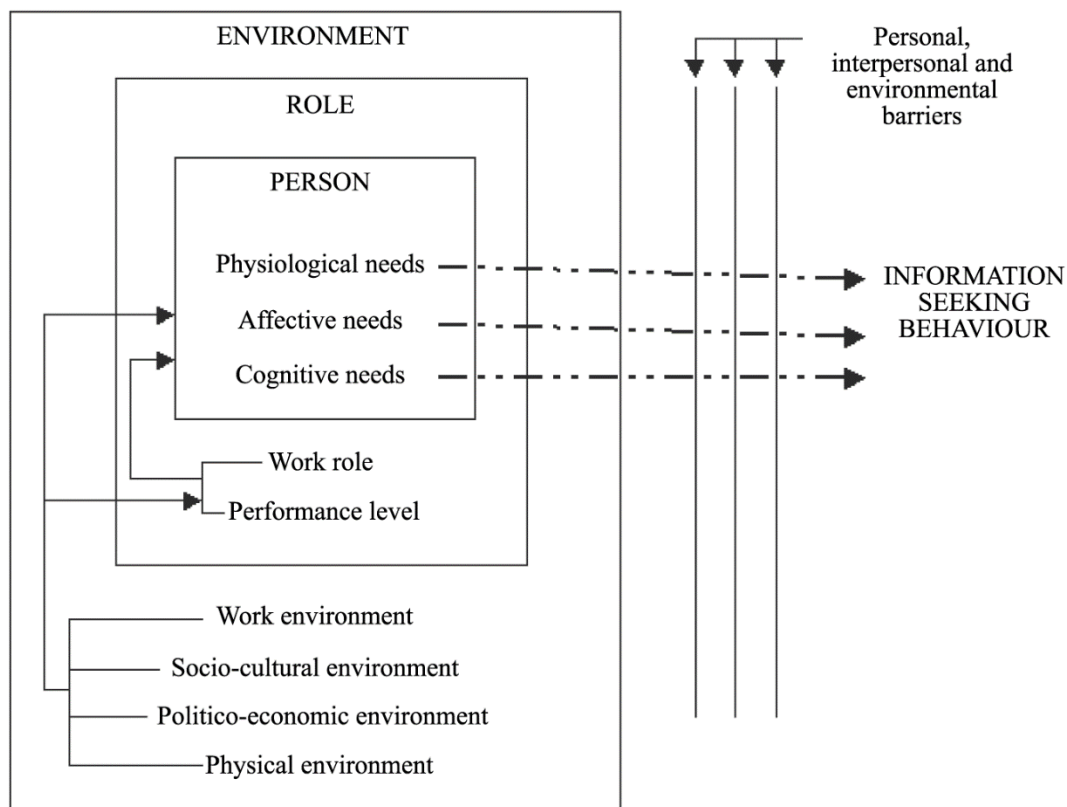 ENVIRONMENT
ROLE
PERSON
Physiological needs
Affective needs
Cognitive needs
Work role
Performance level
Work environment
Socio-cultural environment
Politico-economic environment
Physical environment
Personal,
interpersonal and
environmental
barriers
INFORMATION
SEEKING
BEHAVIOUR